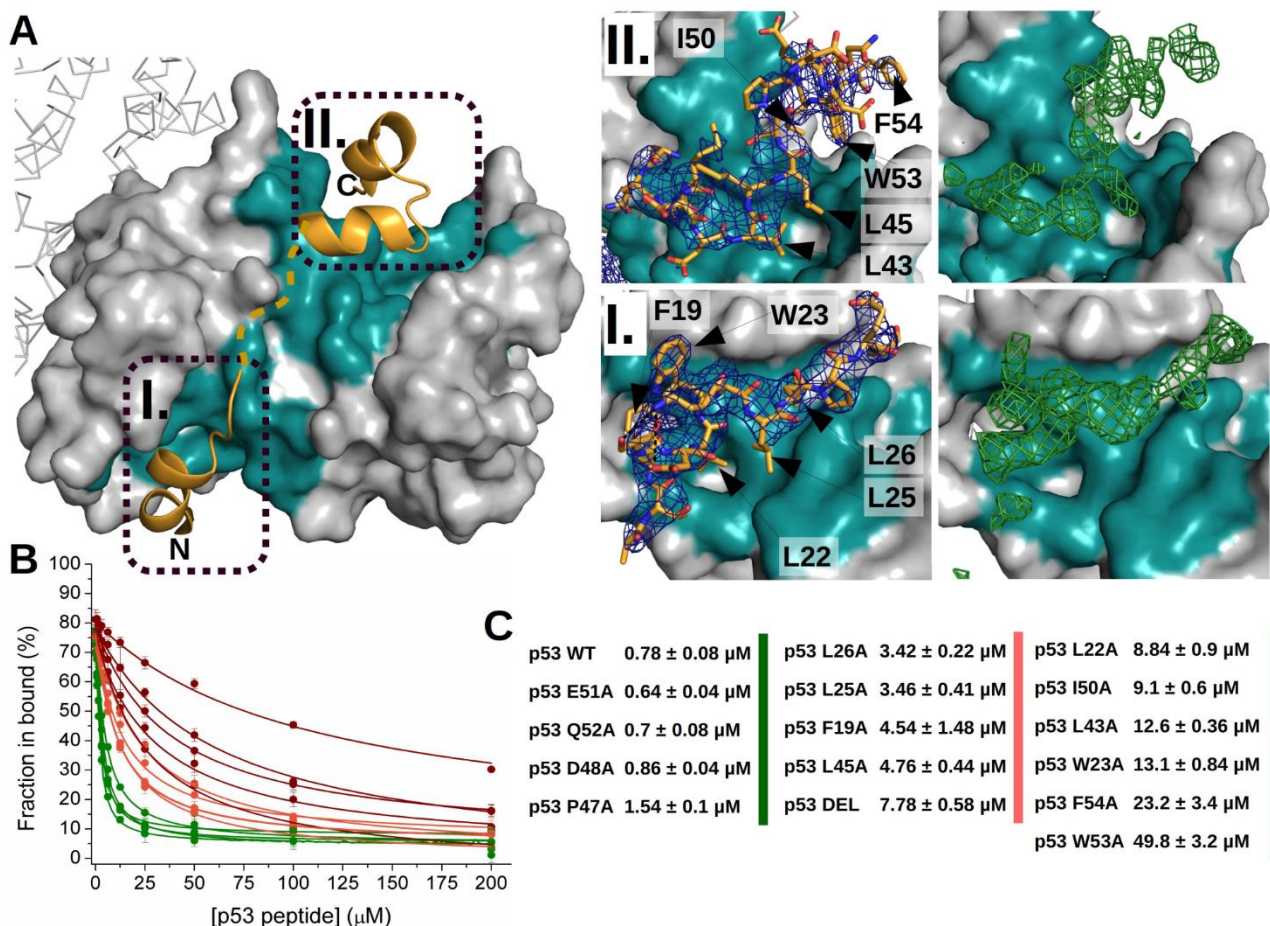 A
II.
C
I.
N
II.
I50
F54
W53
L45
L43
I.
F19
W23
L26
L25
L22
B
Fraction in bound (%)
100
90
80
70
60
50
40
30
20
10
0
0 25 50 75 100 125 150 175 200
[p53 peptide] (µM)
C
p53 WT 0.78 ± 0.08 µM
p53 E51A 0.64 ± 0.04 µM
p53 Q52A 0.7 ± 0.08 µM
p53 D48A 0.86 ± 0.04 µM
p53 P47A 1.54 ± 0.1 µM
p53 L26A 3.42 ± 0.22 µM
p53 L25A 3.46 ± 0.41 µM
p53 F19A 4.54 ± 1.48 µM
p53 L45A 4.76 ± 0.44 µM
p53 DEL 7.78 ± 0.58 µM
p53 L22A 8.84 ± 0.9 µM
p53 I50A 9.1 ± 0.6 µM
p53 L43A 12.6 ± 0.36 µM
p53 W23A 13.1 ± 0.84 µM
p53 F54A 23.2 ± 3.4 µM
p53 W53A 49.8 ± 3.2 µM